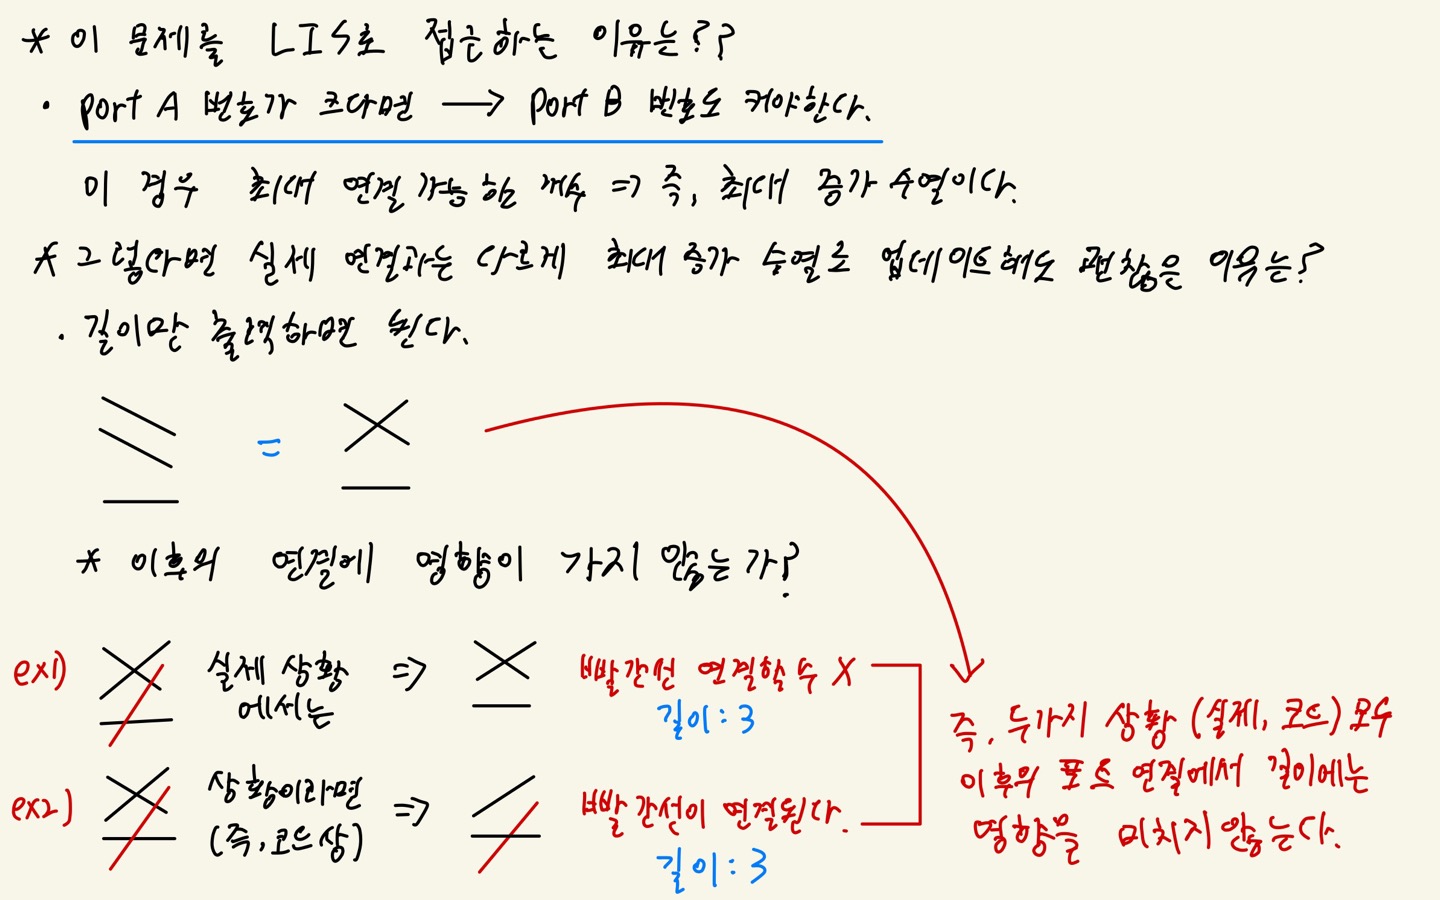 * 이 문제를 LIS로 접근하는 이유는??
· port A 번호가 크다면 → port B 번호도 커야한다.
이 경우 최대 연결 가능한 개수 => 즉, 최대 증가 수열이다.
* 그렇다면 실제 연결과는 다르게 최대 증가 수열로 업데이트해도 괜찮은 이유는?
· 길이만 출력하면 된다.
=
* 이후의 연결에 영향이 가지 않는가?
ex1) 실제 상황에서는 => 빨간선 연결할 수 X
길이 : 3
ex2) 상황이라면 (즉, 코드상) => 빨간선이 연결된다.
길이 : 3
즉, 두가지 상황 (실제, 코드) 모두
이후의 포트 연결에서 길이에는
영향을 미치지 않는다.